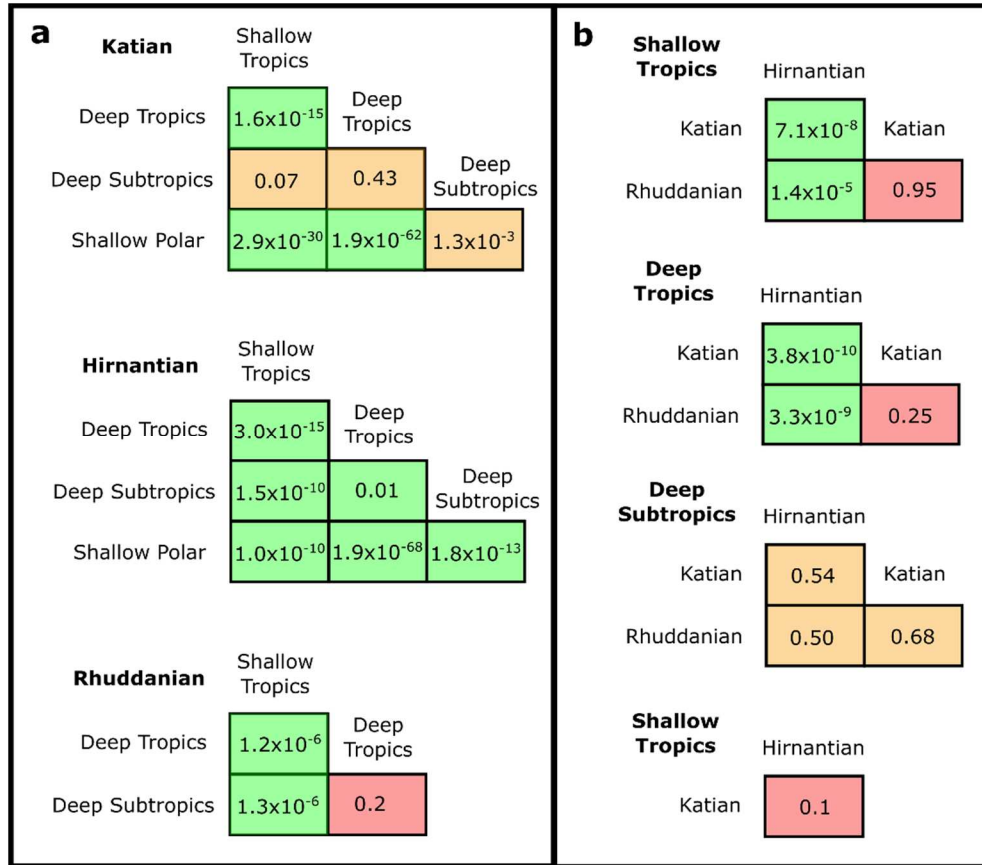 a
Katian
Shallow
Tropics
Deep Tropics
1.6x10⁻¹⁵
Deep
Tropics
Deep Subtropics
0.07
0.43
Deep
Subtropics
Shallow Polar
2.9x10⁻³⁰
1.9x10⁻⁶²
1.3x10⁻³
Hirnantian
Shallow
Tropics
Deep Tropics
3.0x10⁻¹⁵
Deep
Tropics
Deep Subtropics
1.5x10⁻¹⁰
0.01
Deep
Subtropics
Shallow Polar
1.0x10⁻¹⁰
1.9x10⁻⁶⁸
1.8x10⁻¹³
Rhuddanian
Shallow
Tropics
Deep Tropics
1.2x10⁻⁶
Deep
Tropics
Deep Subtropics
1.3x10⁻⁶
0.2
b
Shallow
Tropics
Hirnantian
Katian
7.1x10⁻⁸
Katian
Rhuddanian
1.4x10⁻⁵
0.95
Deep
Tropics
Hirnantian
Katian
3.8x10⁻¹⁰
Katian
Rhuddanian
3.3x10⁻⁹
0.25
Deep
Subtropics
Hirnantian
Katian
0.54
Katian
Rhuddanian
0.50
0.68
Shallow
Tropics
Hirnantian
Katian
0.1